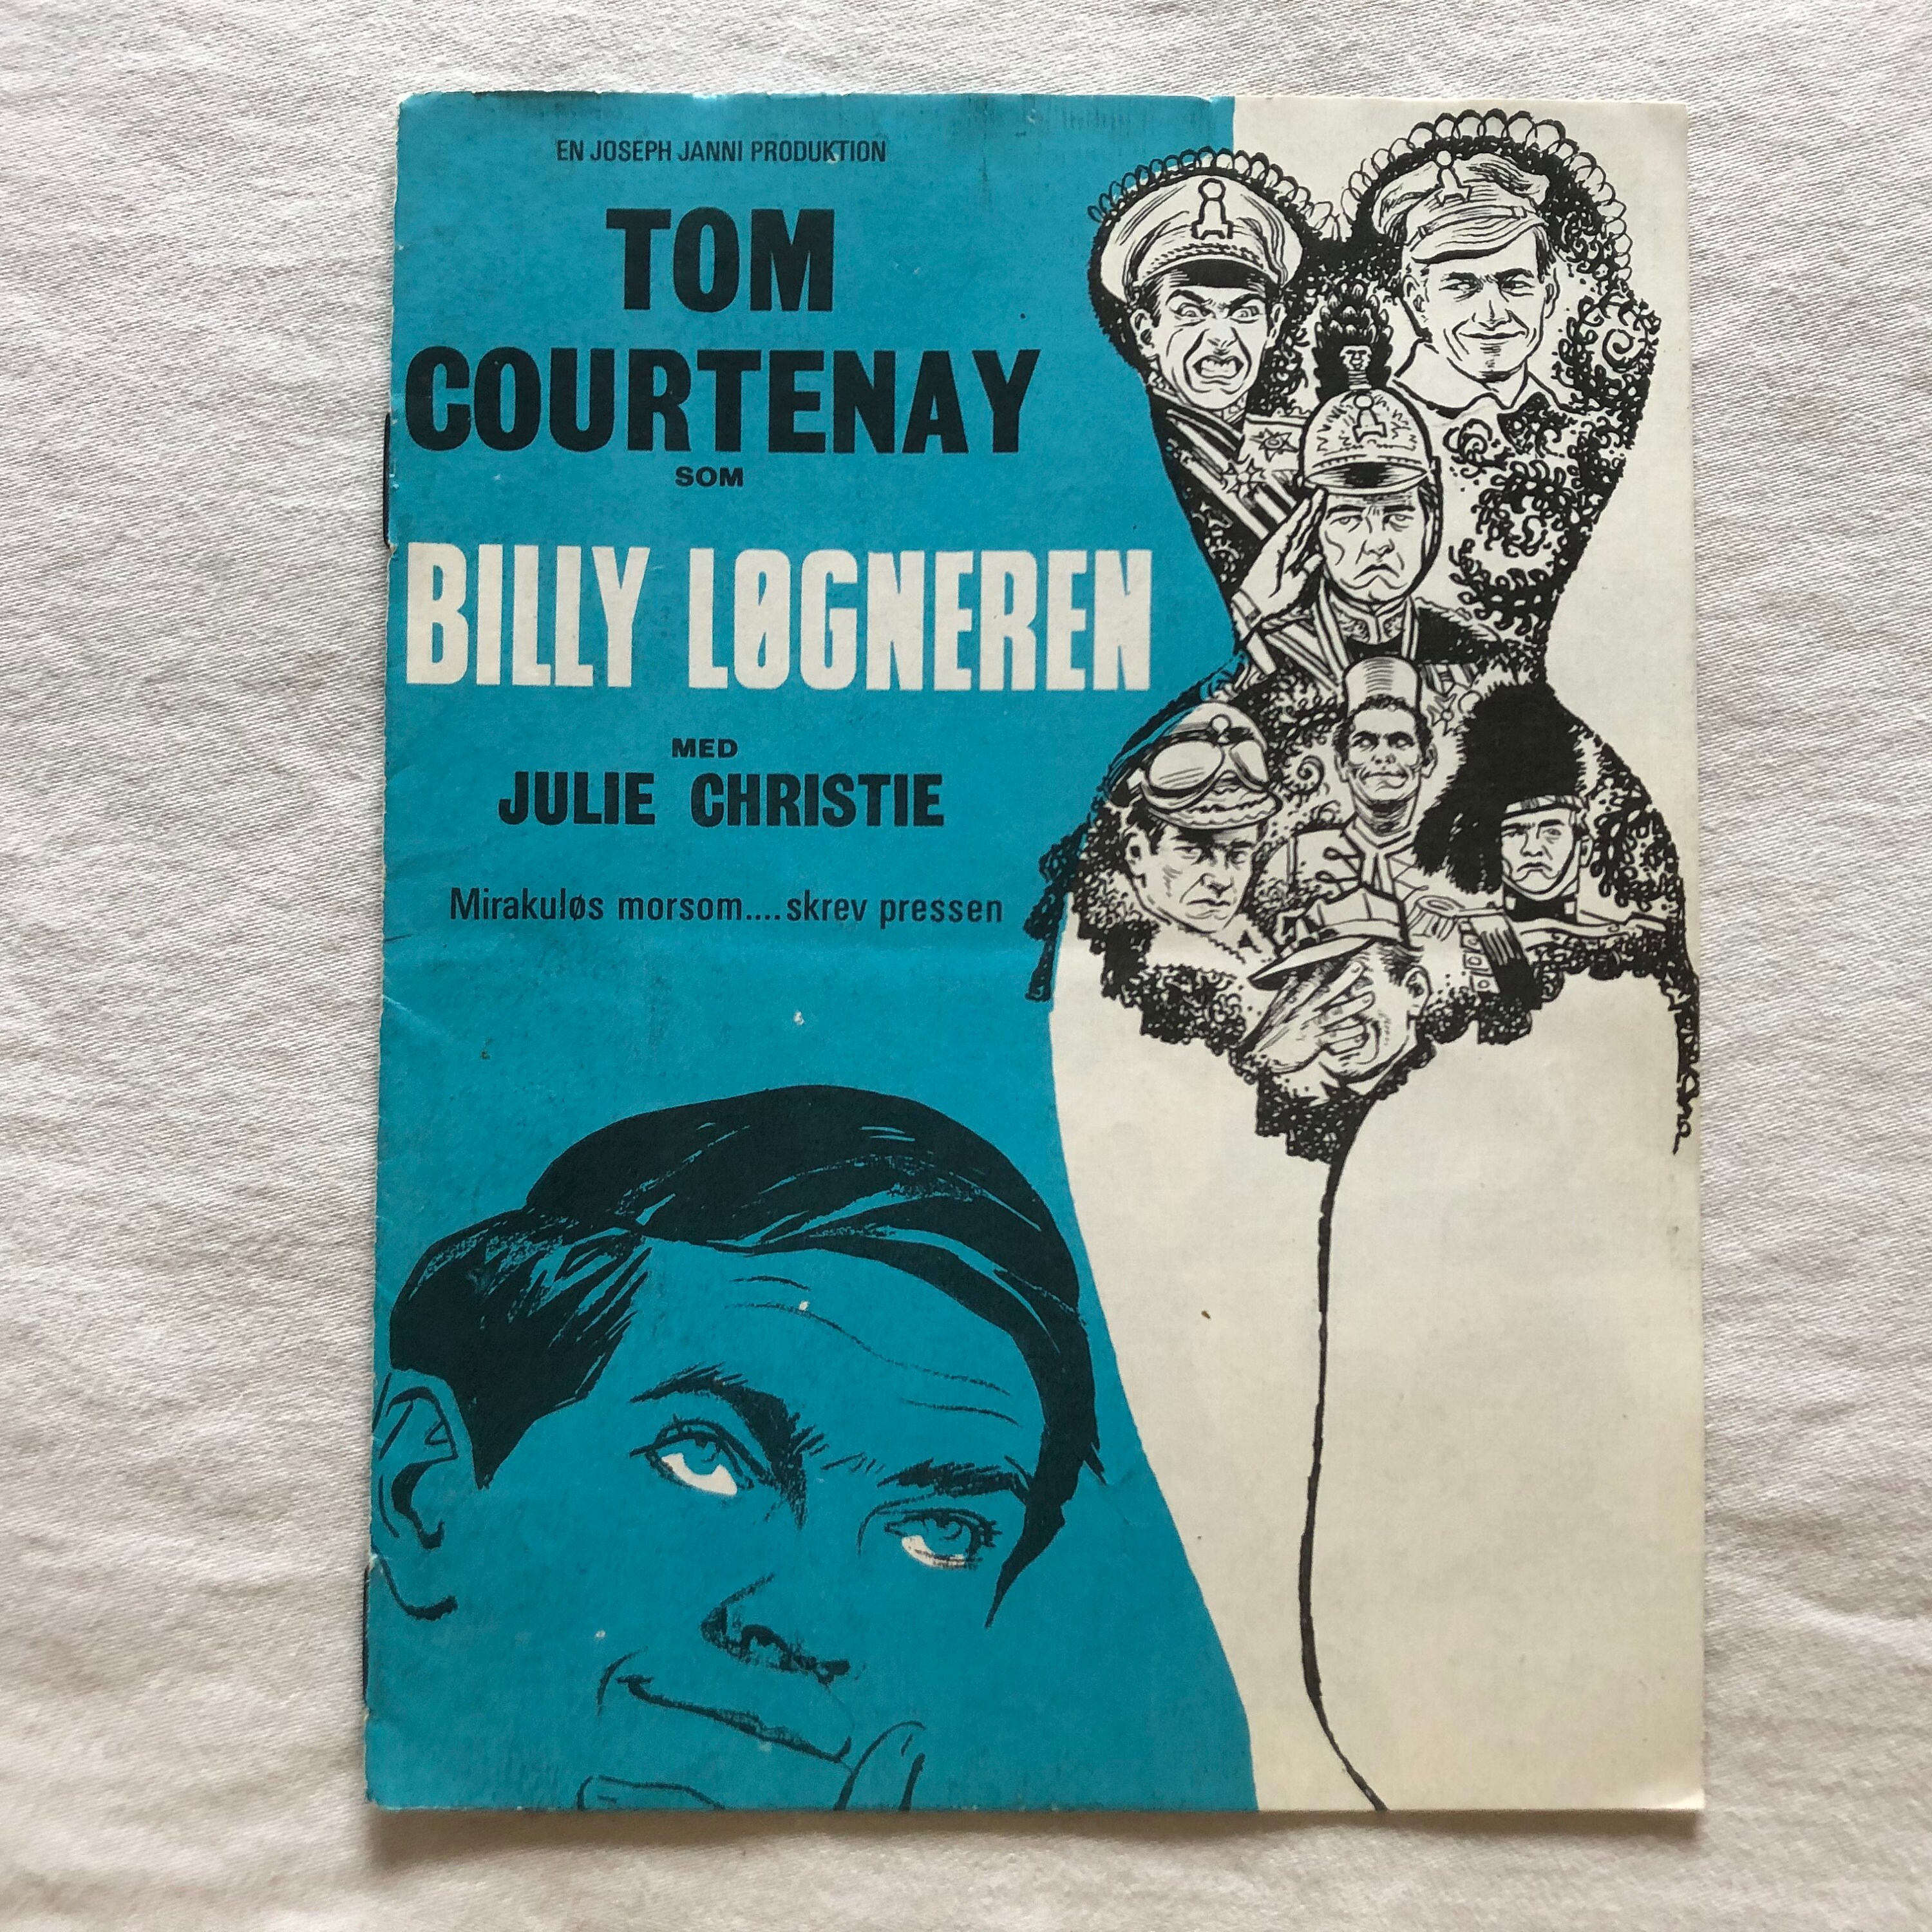 EN JOSEPH JANNI PRODUKTION
TOM
COURTENAY
SOM
BILLY LØGNEREN
MED
JULIE CHRISTIE
Mirakuløs morsom.... skrev pressen